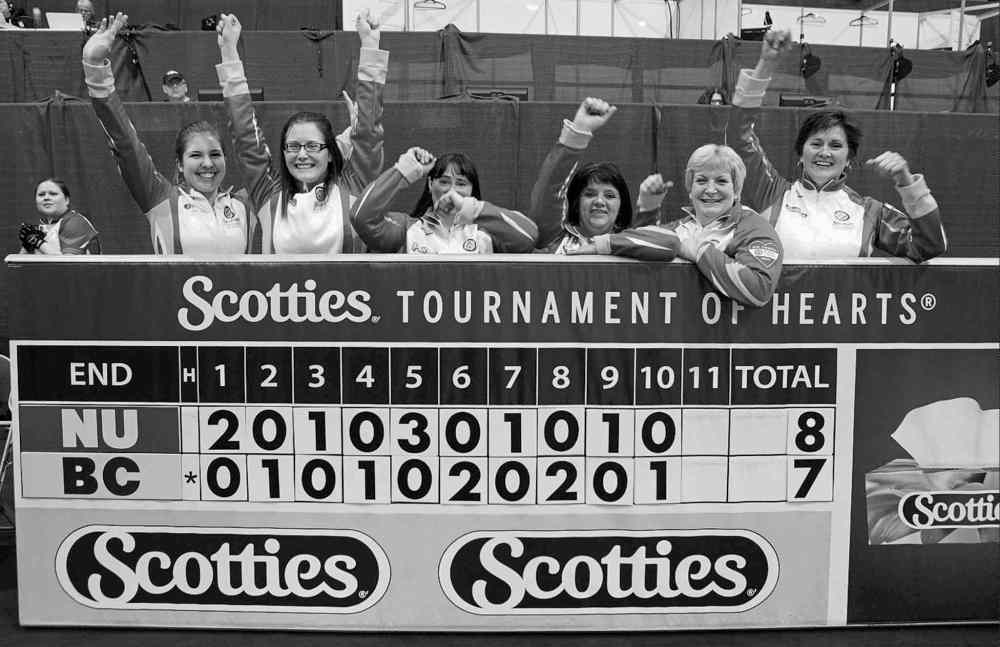 Scotties® TOURNAMENT OF HEARTS®
END H 1 2 3 4 5 6 7 8 9 10 11 TOTAL
NU 2 0 1 0 3 0 1 0 1 0 8
BC * 0 1 0 1 0 2 0 2 0 1 7
Scottie
Scotties® Scotties®